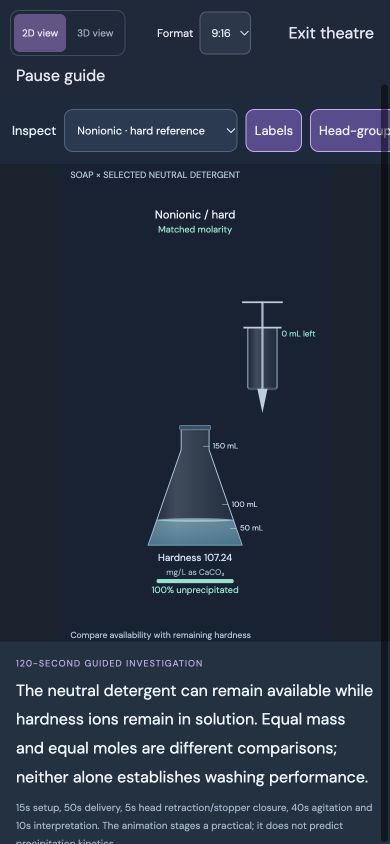 2D view 3D view Format 9:16 Exit theatre
Pause guide
Inspect Nonionic · hard reference Labels Head-group
SOAP × SELECTED NEUTRAL DETERGENT
Nonionic / hard
Matched molarity
0 mL left
150 mL
100 mL
50 mL
Hardness 107.24
mg/L as CaCO₃
100% unprecipitated
Compare availability with remaining hardness
120-SECOND GUIDED INVESTIGATION
The neutral detergent can remain available while
hardness ions remain in solution. Equal mass
and equal moles are different comparisons;
neither alone establishes washing performance.
15s setup, 50s delivery, 5s head retraction/stopper closure, 40s agitation and
10s interpretation. The animation stages a practical; it does not predict
precipitation kinetics.